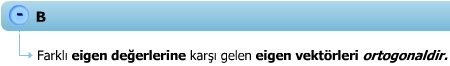 B
Farklı eigen değerlerine karşı gelen eigen vektörleri ortogonaldir.